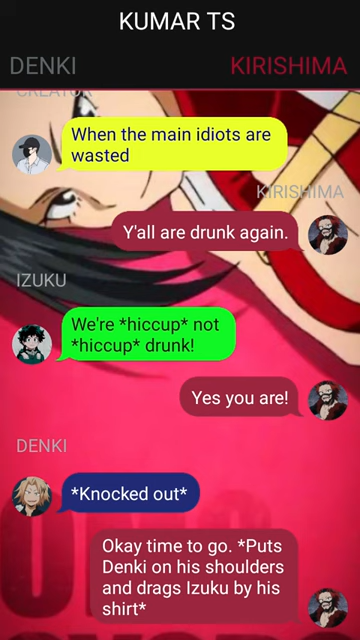 KUMAR TS
DENKI
KIRISHIMA
CREATOR
When the main idiots are
wasted
KIRISHIMA
Y'all are drunk again.
IZUKU
We're *hiccup* not
*hiccup* drunk!
Yes you are!
DENKI
*Knocked out*
Okay time to go. *Puts
Denki on his shoulders
and drags Izuku by his
shirt*